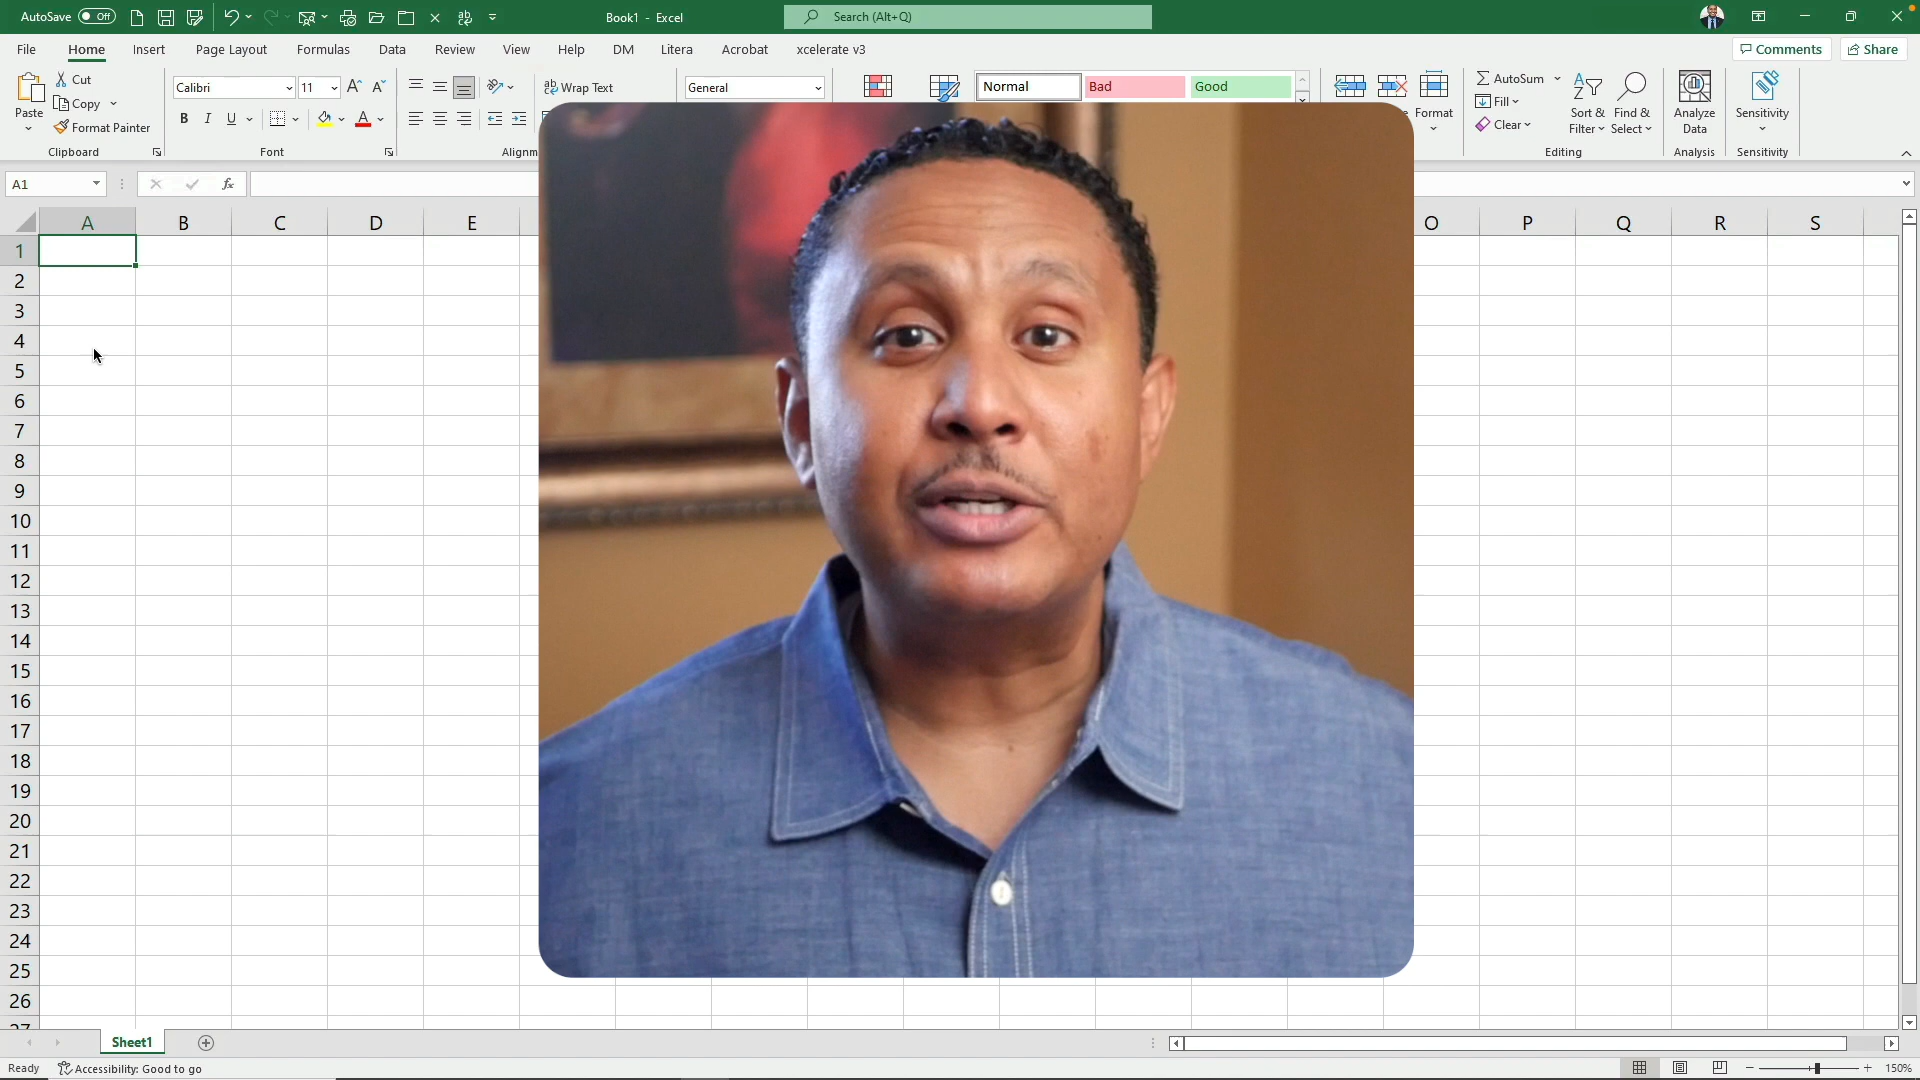 AutoSave Off Book1 - Excel Search (Alt+Q)
File Home Insert Page Layout Formulas Data Review View Help DM Litera Acrobat xcelerate v3 Comments Share
Cut Calibri 11 Wrap Text General Normal Bad Good AutoSum
Paste Copy Fill Sort & Filter Find & Select Format Analyze Data Sensitivity
Format Painter B I U Clear
Clipboard Font Alignm Editing Analysis Sensitivity
A1 fx
A B C D E O P Q R S
1
2
3
4
5
6
7
8
9
10
11
12
13
14
15
16
17
18
19
20
21
22
23
24
25
26
27
Sheet1
Ready Accessibility: Good to go 150%